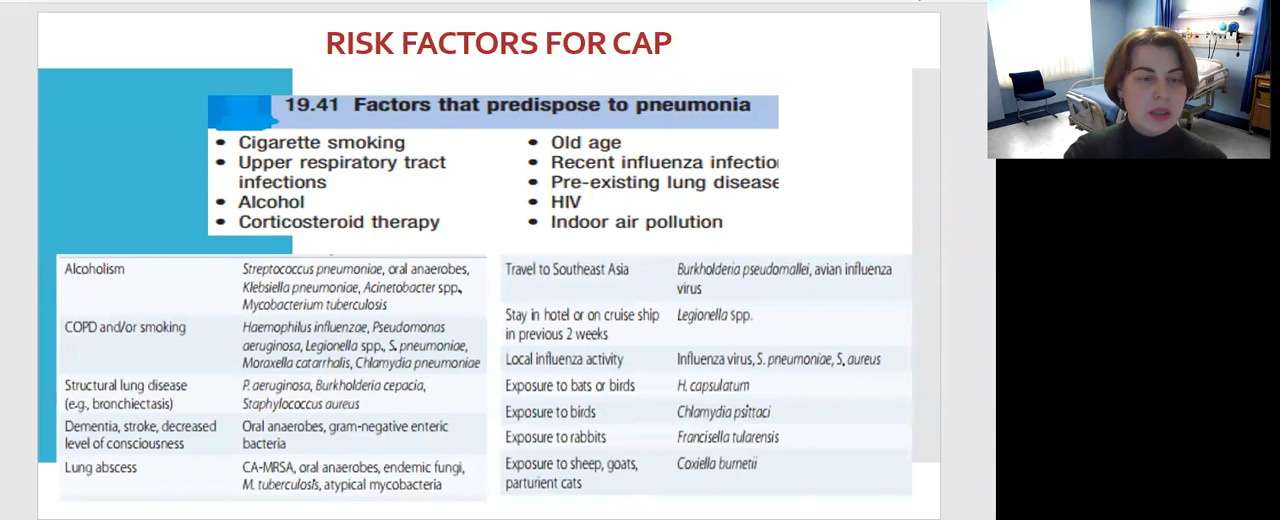 RISK FACTORS FOR CAP
19.41 Factors that predispose to pneumonia
• Cigarette smoking
• Upper respiratory tract
infections
• Alcohol
• Corticosteroid therapy
• Old age
• Recent influenza infectio
• Pre-existing lung disease
• HIV
• Indoor air pollution
Alcoholism
Streptococcus pneumoniae, oral anaerobes,
Klebsiella pneumoniae, Acinetobacter spp.,
Mycobacterium tuberculosis
COPD and/or smoking
Haemophilus influenzae, Pseudomonas
aeruginosa, Legionella spp., S. pneumoniae,
Moraxella catarrhalis, Chlamydia pneumoniae
Structural lung disease
(e.g., bronchiectasis)
P. aeruginosa, Burkholderia cepacia,
Staphylococcus aureus
Dementia, stroke, decreased
level of consciousness
Oral anaerobes, gram-negative enteric
bacteria
Lung abscess
CA-MRSA, oral anaerobes, endemic fungi,
M. tuberculosis, atypical mycobacteria
Travel to Southeast Asia
Burkholderia pseudomallei, avian influenza
virus
Stay in hotel or on cruise ship
in previous 2 weeks
Legionella spp.
Local influenza activity
Influenza virus, S. pneumoniae, S. aureus
Exposure to bats or birds
H. capsulatum
Exposure to birds
Chlamydia psittaci
Exposure to rabbits
Francisella tularensis
Exposure to sheep, goats,
parturient cats
Coxiella burnetii